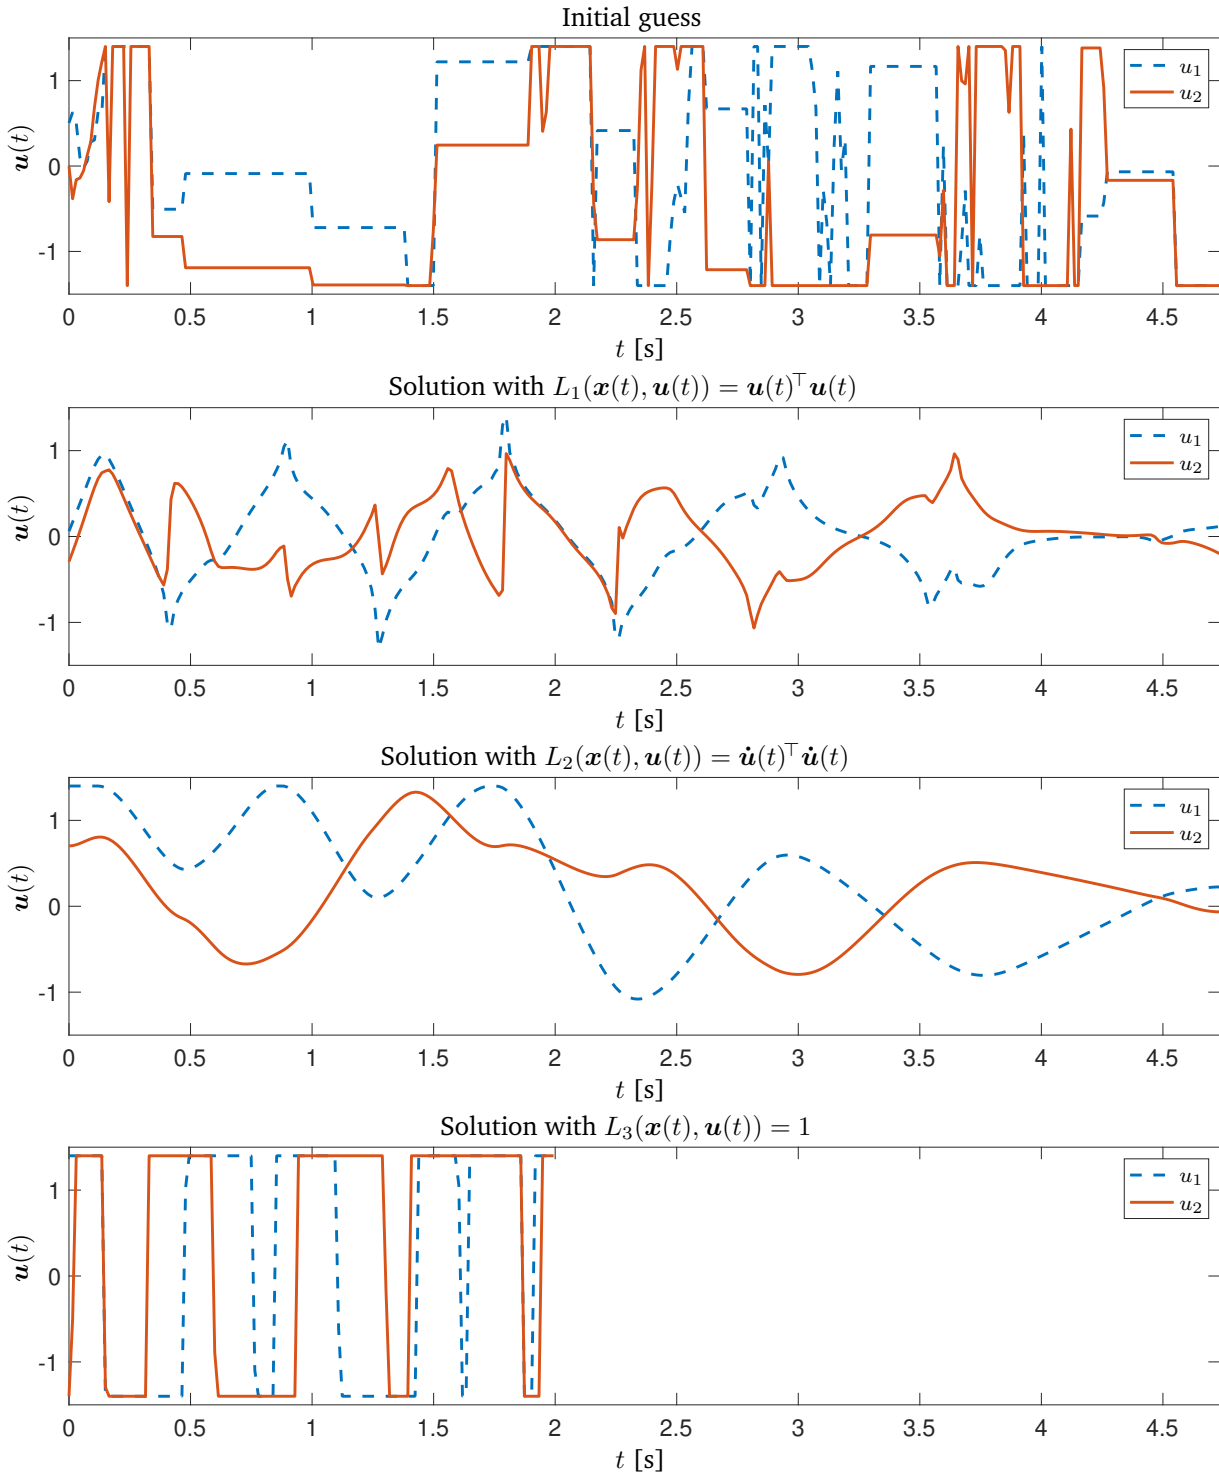 Initial guess
1
0
-1
u(t)
u₁
u₂
0 0.5 1 1.5 2 2.5 3 3.5 4 4.5
t [s]
Solution with L₁(x(t), u(t)) = u(t)^⊤u(t)
1
0
-1
u(t)
u₁
u₂
0 0.5 1 1.5 2 2.5 3 3.5 4 4.5
t [s]
Solution with L₂(x(t), u(t)) = u̇(t)^⊤u̇(t)
1
0
-1
u(t)
u₁
u₂
0 0.5 1 1.5 2 2.5 3 3.5 4 4.5
t [s]
Solution with L₃(x(t), u(t)) = 1
1
0
-1
u(t)
u₁
u₂
0 0.5 1 1.5 2 2.5 3 3.5 4 4.5
t [s]